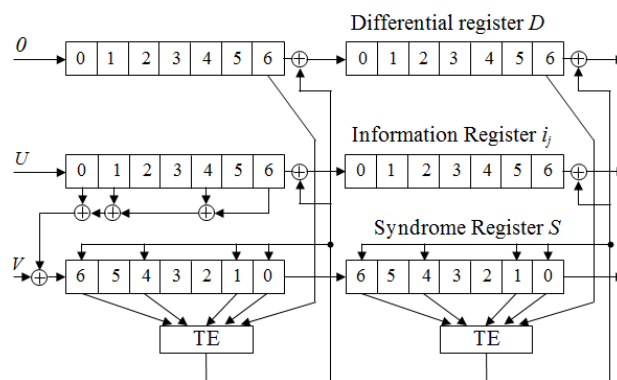 Differential register D
0
0 1 2 3 4 5 6
0 1 2 3 4 5 6
Information Register ij
U
0 1 2 3 4 5 6
0 1 2 3 4 5 6
Syndrome Register S
V
6 5 4 3 2 1 0
6 5 4 3 2 1 0
TE
TE